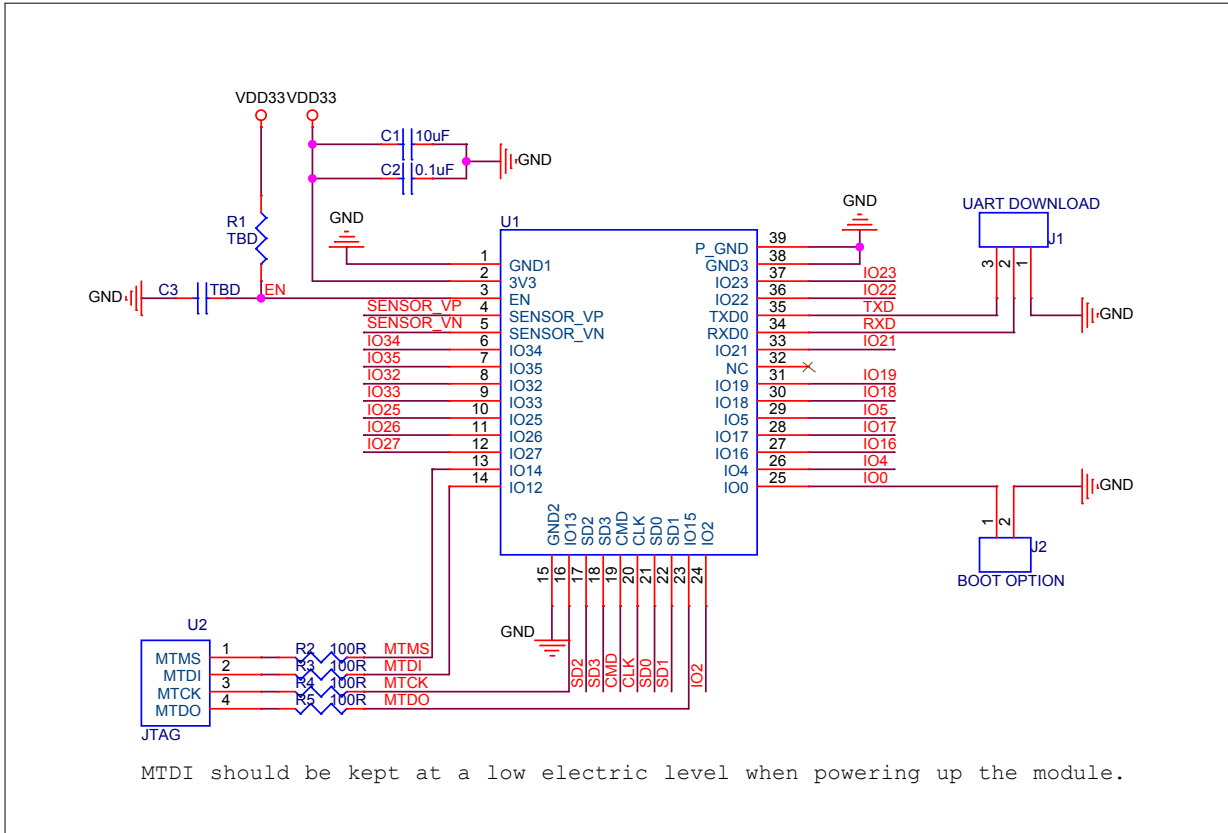 VDD33 VDD33
C1 10uF
GND
C2 0.1uF
R1
TBD
GND
C3 TBD
EN
GND
U1
1 GND1
2 3V3
3 EN
SENSOR_VP 4 SENSOR_VP
SENSOR_VN 5 SENSOR_VN
IO34 6 IO34
IO35 7 IO35
IO32 8 IO32
IO33 9 IO33
IO25 10 IO25
IO26 11 IO26
IO27 12 IO27
13 IO14
14 IO12
GND
P_GND 39
GND3 38
IO23 37 IO23
IO22 36 IO22
TXD0 35 TXD
RXD0 34 RXD
IO21 33 IO21
NC 32
IO19 31 IO19
IO18 30 IO18
IO5 29 IO5
IO17 28 IO17
IO16 27 IO16
IO4 26 IO4
IO0 25 IO0
UART DOWNLOAD
J1
3 2 1
GND
GND
1 2
J2
BOOT OPTION
GND2 IO13 SD2 SD3 CMD CLK SD0 SD1 IO15 IO2
15 16 17 18 19 20 21 22 23 24
GND
SD2 SD3 CMD CLK SD0 SD1 IO2
U2
MTMS 1 R2 100R MTMS
MTDI 2 R3 100R MTDI
MTCK 3 R4 100R MTCK
MTDO 4 R5 100R MTDO
JTAG
MTDI should be kept at a low electric level when powering up the module.